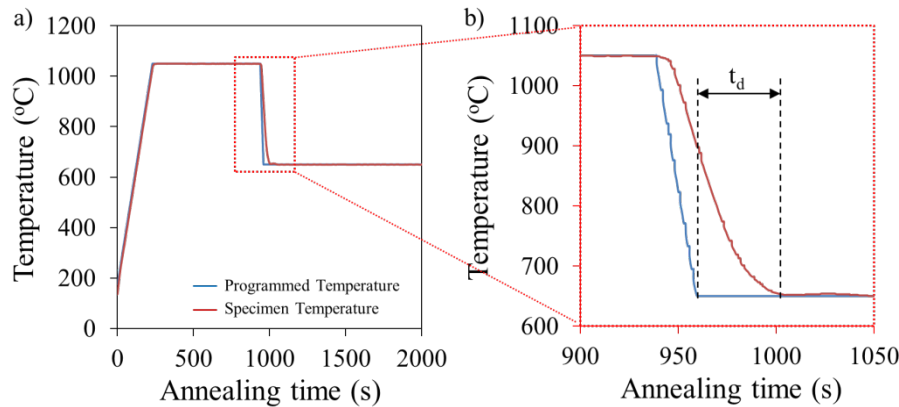 a)
1200
1000
800
600
400
200
0
0 500 1000 1500 2000
Temperature (°C)
Annealing time (s)
Programmed Temperature
Specimen Temperature
b)
1100
1000
900
800
700
600
900 950 1000 1050
Temperature (°C)
Annealing time (s)
td